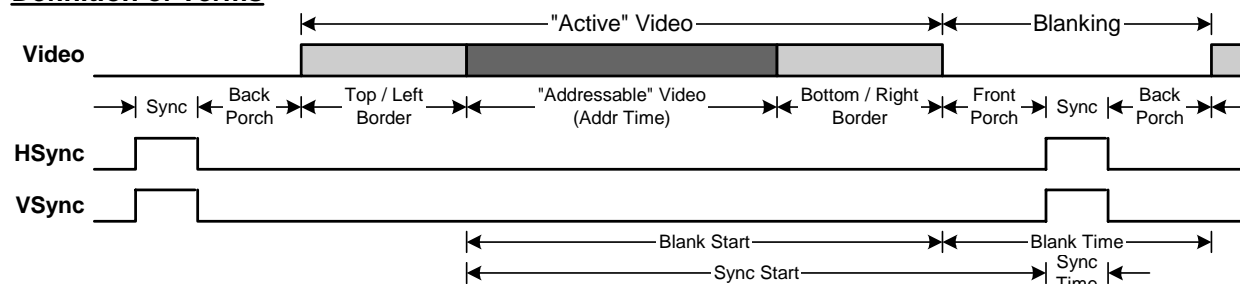 Definition of Terms
"Active" Video
Blanking
Video
Sync
Back Porch
Top / Left Border
"Addressable" Video (Addr Time)
Bottom / Right Border
Front Porch
Sync
Back Porch
HSync
VSync
Blank Start
Blank Time
Sync Start
Sync Time